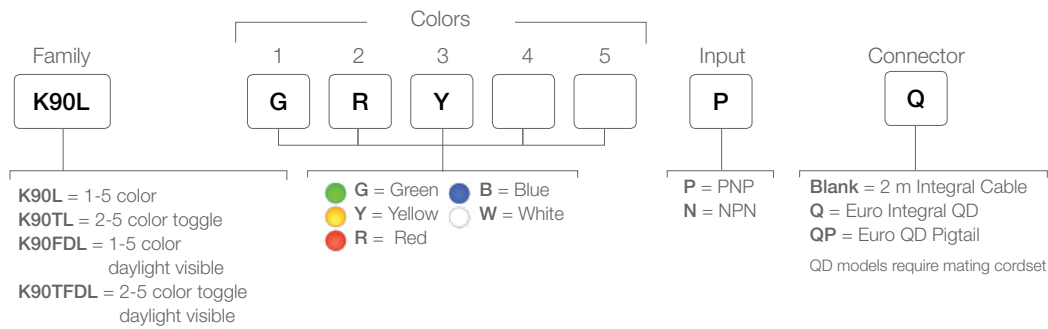 Colors
Family 1 2 3 4 5 Input Connector
K90L G R Y P Q
K90L = 1-5 color
K90TL = 2-5 color toggle
K90FDL = 1-5 color
daylight visible
K90TFDL = 2-5 color toggle
daylight visible
G = Green B = Blue
Y = Yellow W = White
R = Red
P = PNP
N = NPN
Blank = 2 m Integral Cable
Q = Euro Integral QD
QP = Euro QD Pigtail
QD models require mating cordset